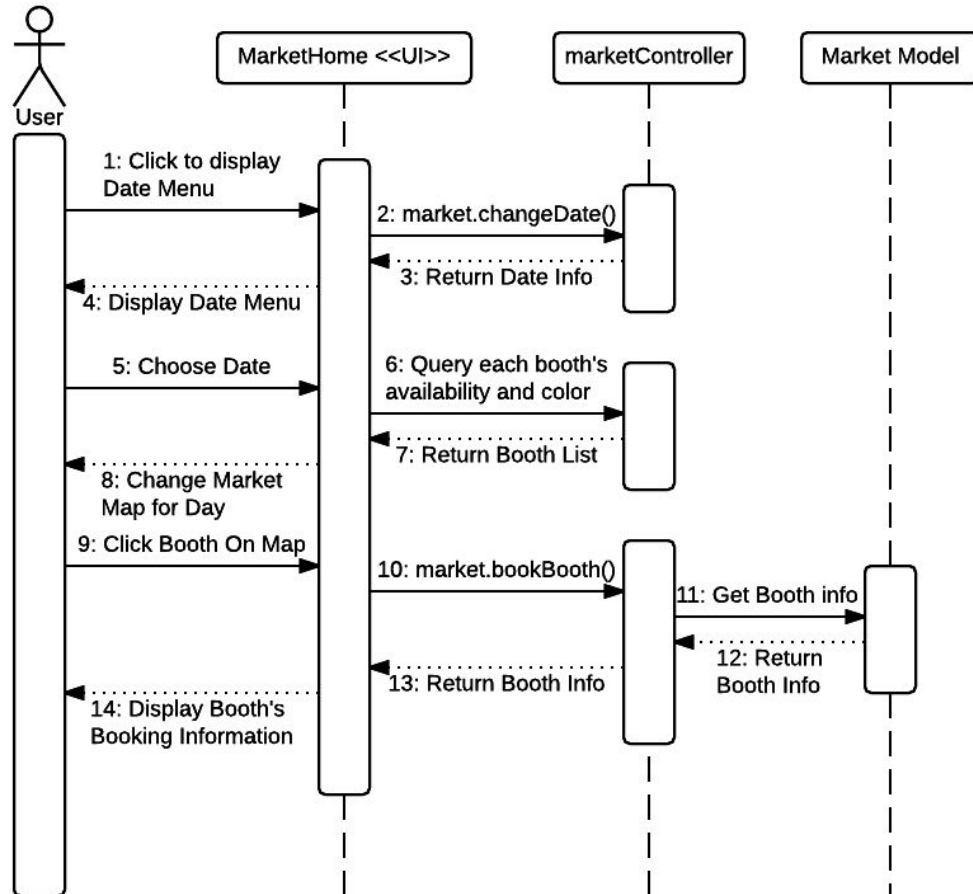 MarketHome <<UI>>
marketController
Market Model
User
1: Click to display
Date Menu
2: market.changeDate()
3: Return Date Info
4: Display Date Menu
5: Choose Date
6: Query each booth's
availability and color
7: Return Booth List
8: Change Market
Map for Day
9: Click Booth On Map
10: market.bookBooth()
11: Get Booth info
12: Return
Booth Info
13: Return Booth Info
14: Display Booth's
Booking Information